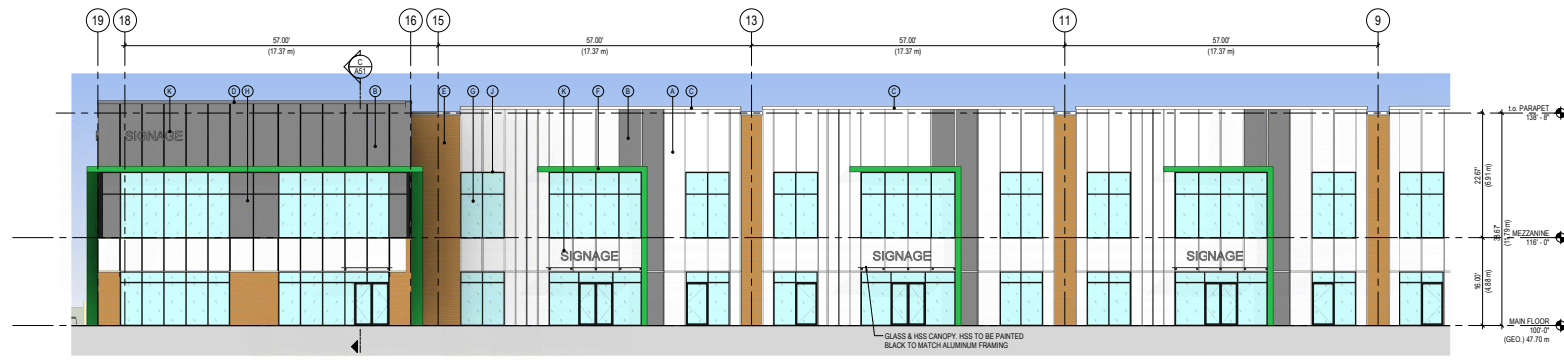 19 18 16 15 13 11 9
57.00' 57.00' 57.00' 57.00'
(17.37 m) (17.37 m) (17.37 m) (17.37 m)
C
A51
K D H B E G J K F B A C C
t.o. PARAPET
138' - 8"
SIGNAGE
22.67'
(6.91 m)
38.67'
(11.79 m)
MEZZANINE
116' - 0"
SIGNAGE SIGNAGE SIGNAGE
16.00'
(4.88 m)
MAIN FLOOR
100'-0"
(GEO.) 47.70 m
GLASS & HSS CANOPY. HSS TO BE PAINTED
BLACK TO MATCH ALUMINUM FRAMING